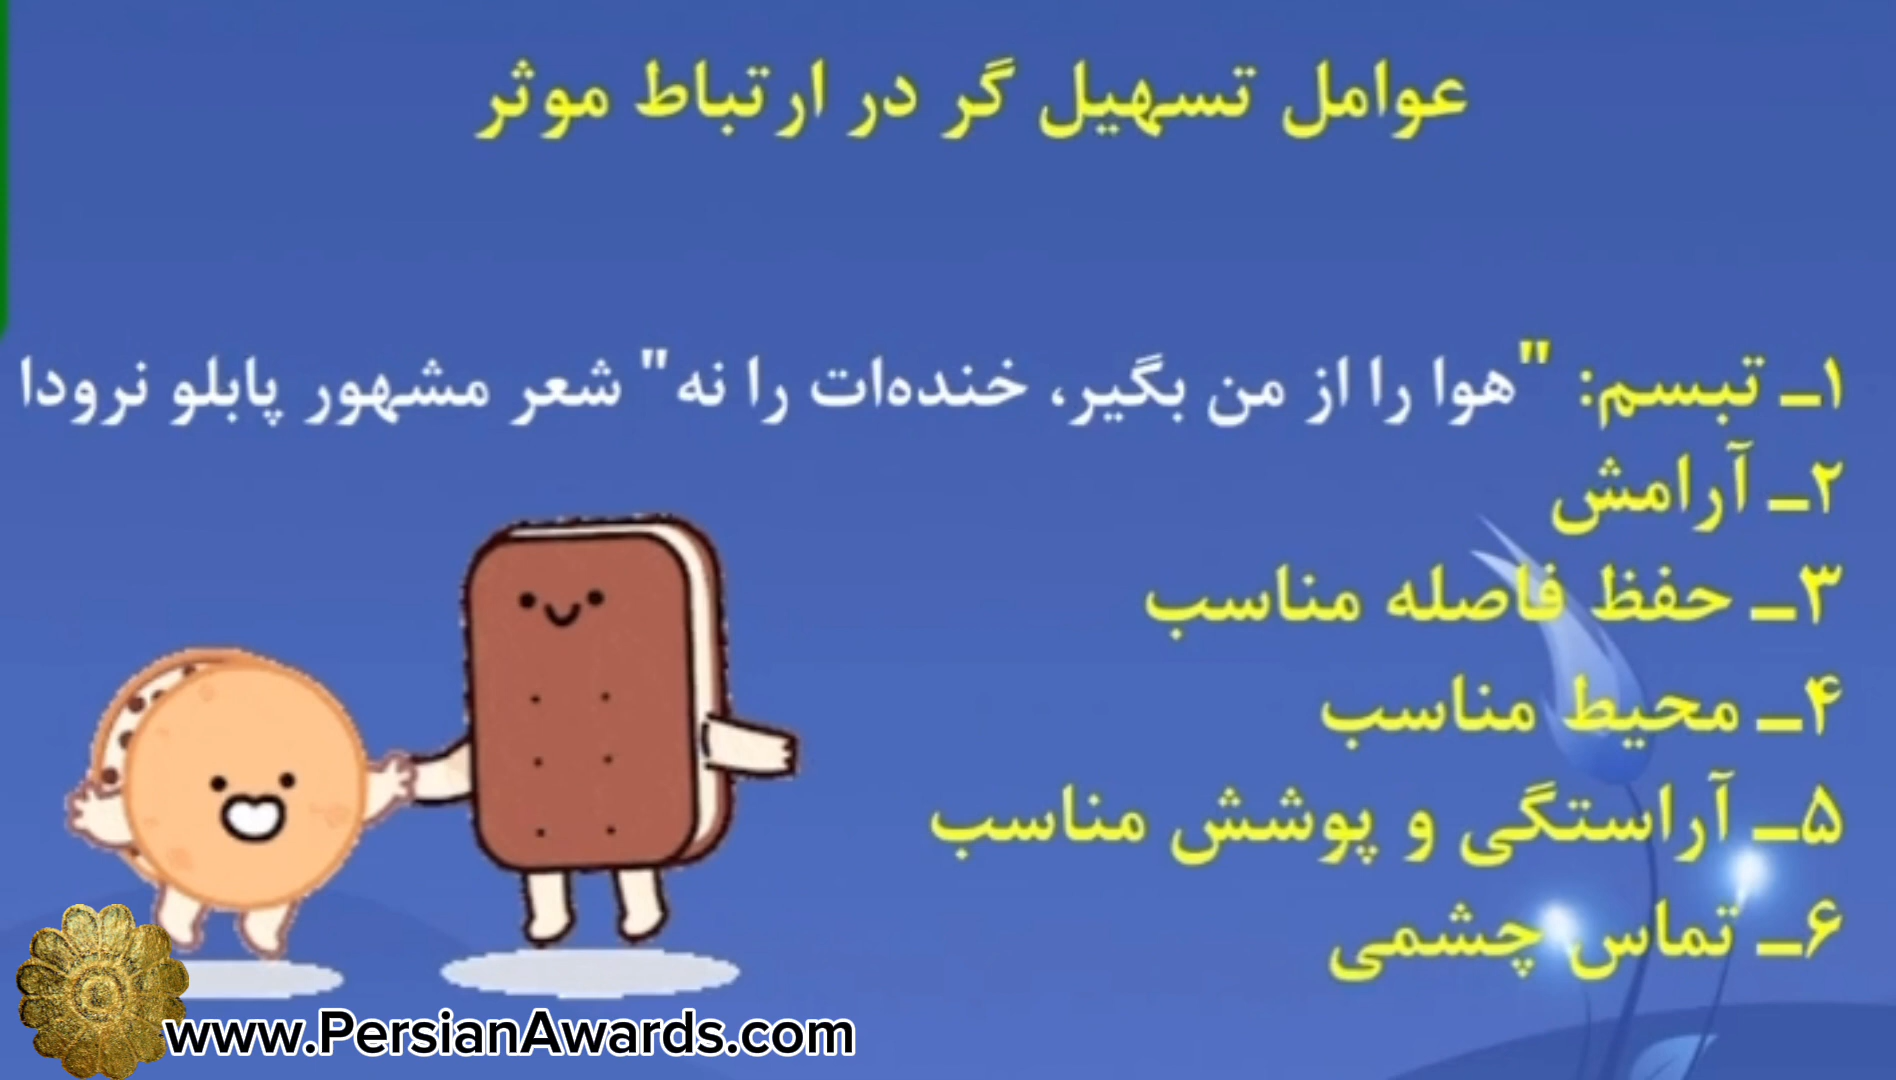 عوامل تسهیل گر در ارتباط موثر
۱ـ تبسم: "هوا را از من بگیر، خنده‌ات را نه" شعر مشهور پابلو نرودا
۲ـ آرامش
۳ـ حفظ فاصله مناسب
۴ـ محیط مناسب
۵ـ آراستگی و پوشش مناسب
۶ـ تماس چشمی
www.PersianAwards.com